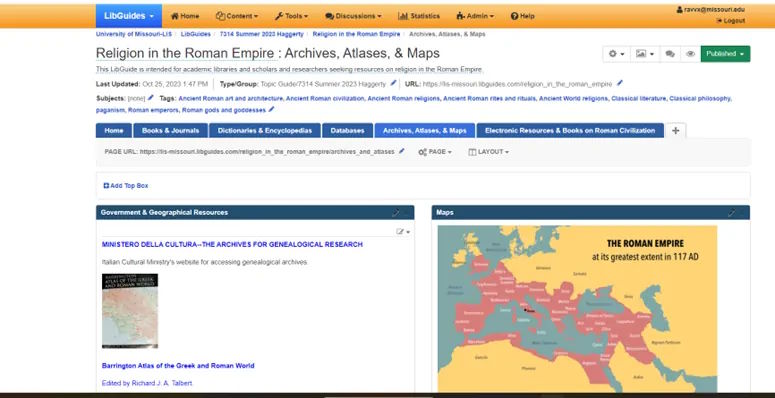 LibGuides Home Content Tools Discussions Statistics Admin Help
ravvx@missouri.edu
Logout
University of Missouri-LIS / LibGuides / 7314 Summer 2023 Haggerty / Religion in the Roman Empire / Archives, Atlases, & Maps
Religion in the Roman Empire : Archives, Atlases, & Maps
Published
This LibGuide is intended for academic libraries and scholars and researchers seeking resources on religion in the Roman Empire.
Last Updated: Oct 25, 2023 1:47 PM Type/Group: Topic Guide/7314 Summer 2023 Haggerty URL: https://lis-missouri.libguides.com/religion_in_the_roman_empire
Subjects: [none] Tags: Ancient Roman art and architecture, Ancient Roman civilization, Ancient Roman religions, Ancient Roman rites and rituals, Ancient World religions, Classical literature, Classical philosophy,
paganism, Roman emperors, Roman gods and goddesses
Home Books & Journals Dictionaries & Encyclopedias Databases Archives, Atlases, & Maps Electronic Resources & Books on Roman Civilization
PAGE URL: https://lis-missouri.libguides.com/religion_in_the_roman_empire/archives_and_atlases PAGE LAYOUT
Add Top Box
Government & Geographical Resources
MINISTERO DELLA CULTURA--THE ARCHIVES FOR GENEALOGICAL RESEARCH
Italian Cultural Ministry's website for accessing genealogical archives
BARRINGTON
ATLAS OF THE GREEK
AND ROMAN WORLD
Barrington Atlas of the Greek and Roman World
Edited by Richard J. A. Talbert.
Maps
THE ROMAN EMPIRE
at its greatest extent in 117 AD